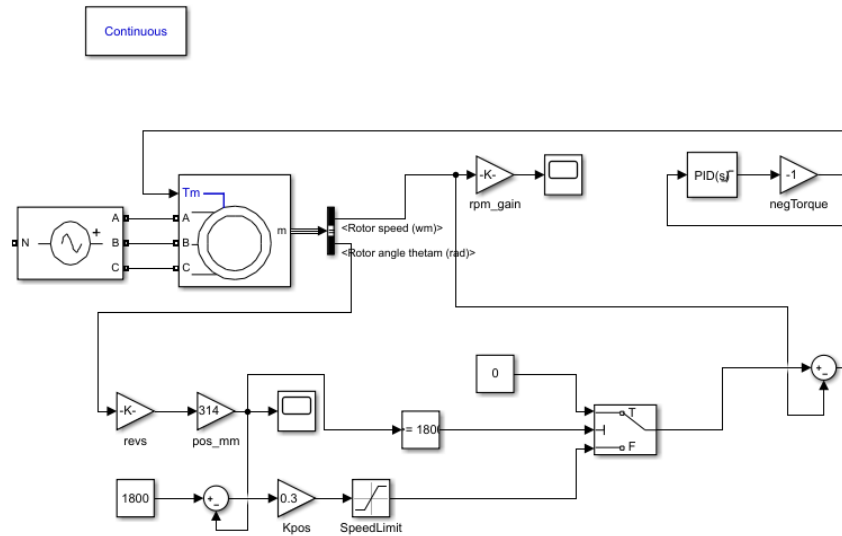 Continuous
Tm
A
B
C
m
N
+
A
B
C
<Rotor speed (wm)>
<Rotor angle thetam (rad)>
-K-
rpm_gain
PID(s)
-1
negTorque
-K-
revs
314
pos_mm
0
= 1800
T
F
+
−
1800
+
−
0.3
Kpos
SpeedLimit